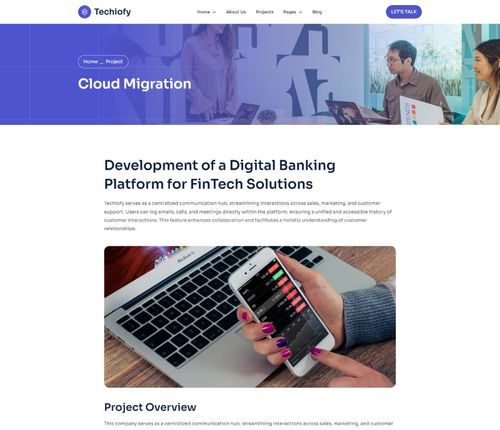 Techiofy
Home About Us Projects Pages Blog
LET'S TALK
Home _ Project
Cloud Migration
Development of a Digital Banking
Platform for FinTech Solutions
Techiofy serves as a centralized communication hub, streamlining interactions across sales, marketing, and customer
support. Users can log emails, calls, and meetings directly within the platform, ensuring a unified and accessible history of
customer interactions. This feature enhances collaboration and facilitates a holistic understanding of customer
relationships.
MacBook Air
Project Overview
This company serves as a centralized communication hub, streamlining interactions across sales, marketing, and customer